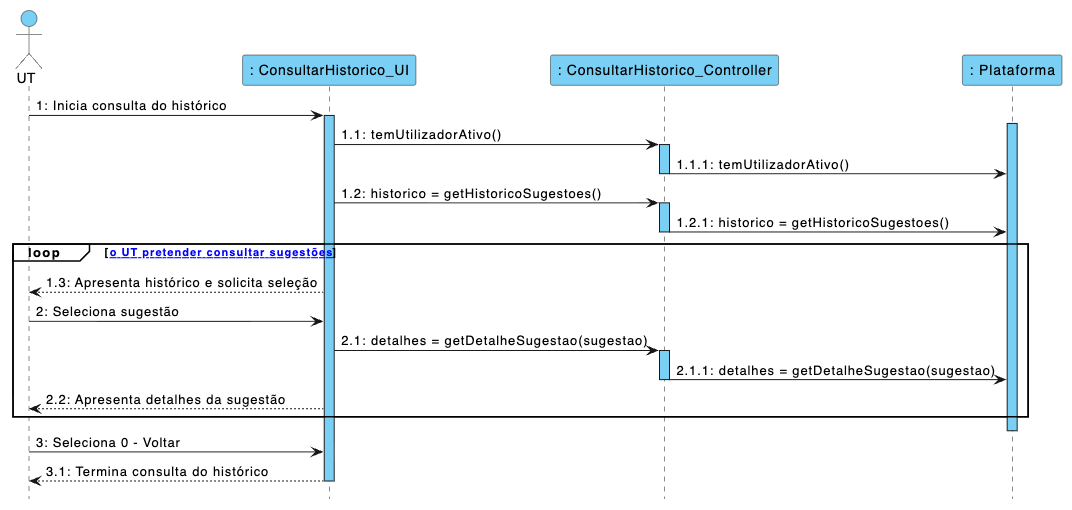 UT
: ConsultarHistorico_UI
: ConsultarHistorico_Controller
: Plataforma
1: Inicia consulta do histórico
1.1: temUtilizadorAtivo()
1.1.1: temUtilizadorAtivo()
1.2: historico = getHistoricoSugestoes()
1.2.1: historico = getHistoricoSugestoes()
loop [o UT pretender consultar sugestões]
1.3: Apresenta histórico e solicita seleção
2: Seleciona sugestão
2.1: detalhes = getDetalheSugestao(sugestao)
2.1.1: detalhes = getDetalheSugestao(sugestao)
2.2: Apresenta detalhes da sugestão
3: Seleciona 0 - Voltar
3.1: Termina consulta do histórico